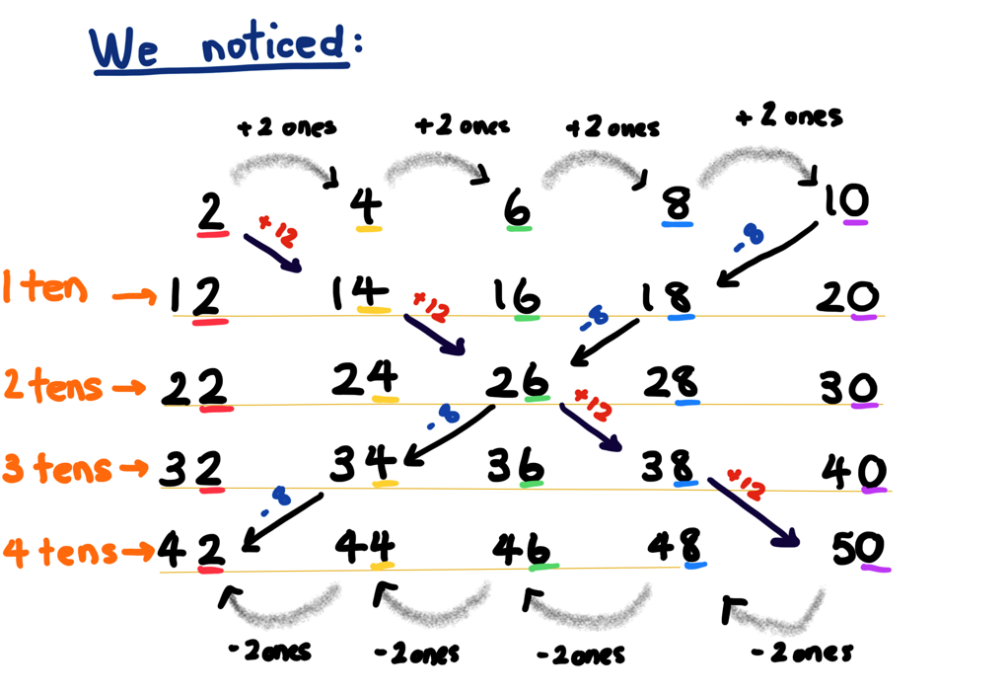 We noticed:
+2 ones +2 ones +2 ones +2 ones
2 4 6 8 10
+12 -8
1 ten → 12 14 16 18 20
+12 -8
2 tens → 22 24 26 28 30
-8 +12
3 tens → 32 34 36 38 40
-8 +12
4 tens → 42 44 46 48 50
-2 ones -2 ones -2 ones -2 ones